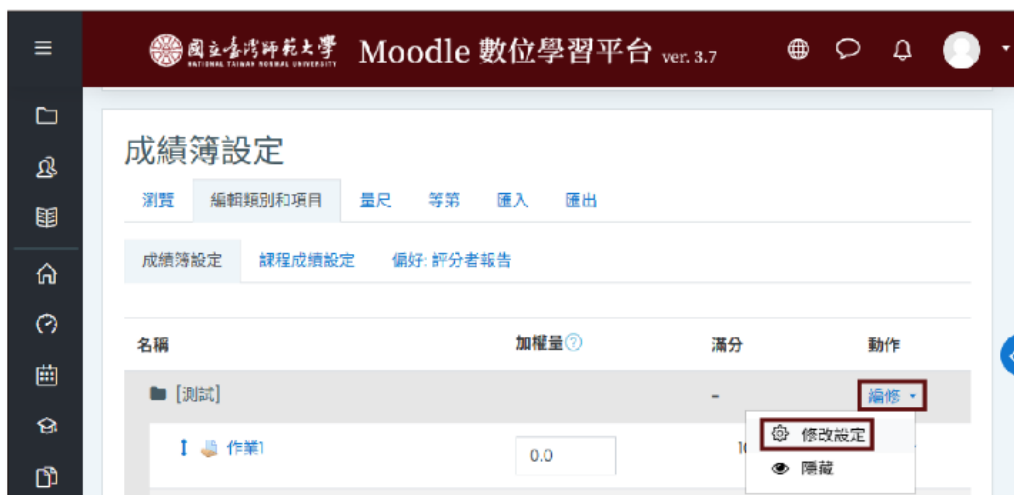 國立臺灣師範大學
NATIONAL TAIWAN NORMAL UNIVERSITY
Moodle 數位學習平台 ver. 3.7
成績簿設定
瀏覽 編輯類別和項目 量尺 等第 匯入 匯出
成績簿設定 課程成績設定 偏好: 評分者報告
名稱 加權量 滿分 動作
[測試] - 編修
修改設定
作業1 0.0
隱藏